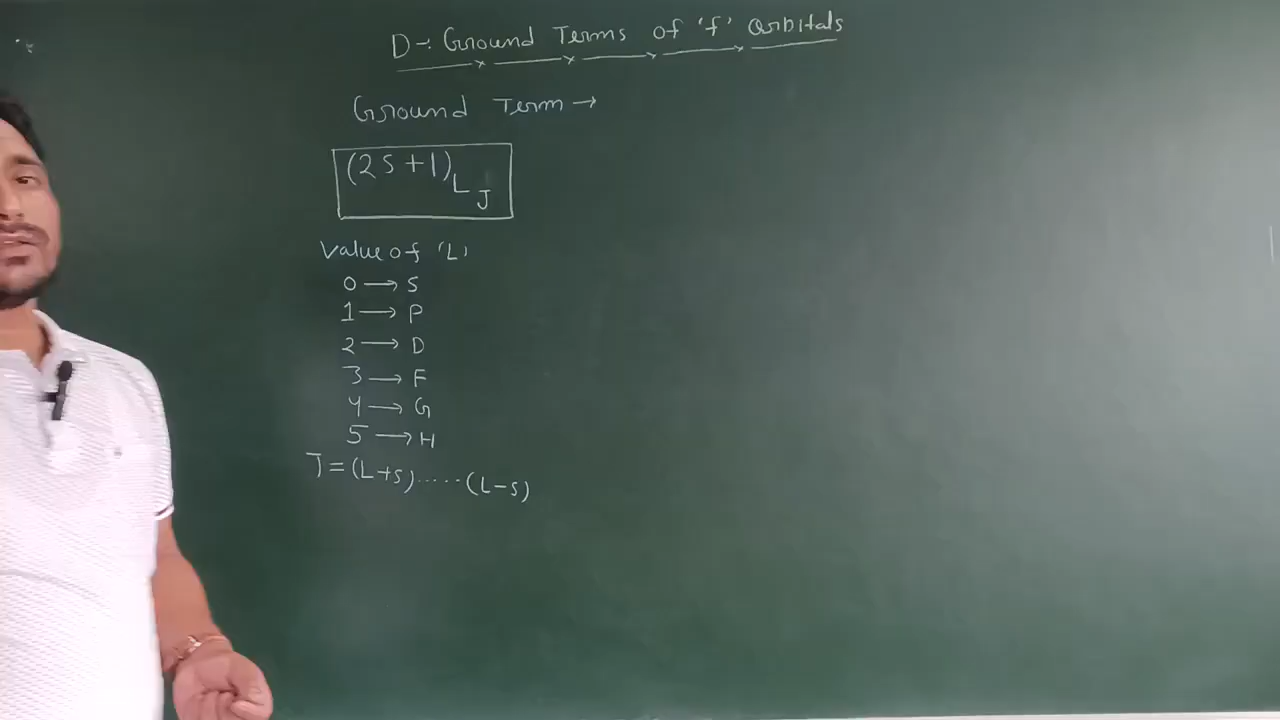 D-: Ground Terms of 'f' Orbitals
Ground Term →
(2S+1)LJ
Value of 'L'
0 → S
1 → P
2 → D
3 → F
4 → G
5 → H
J = (L+S).....(L-S)